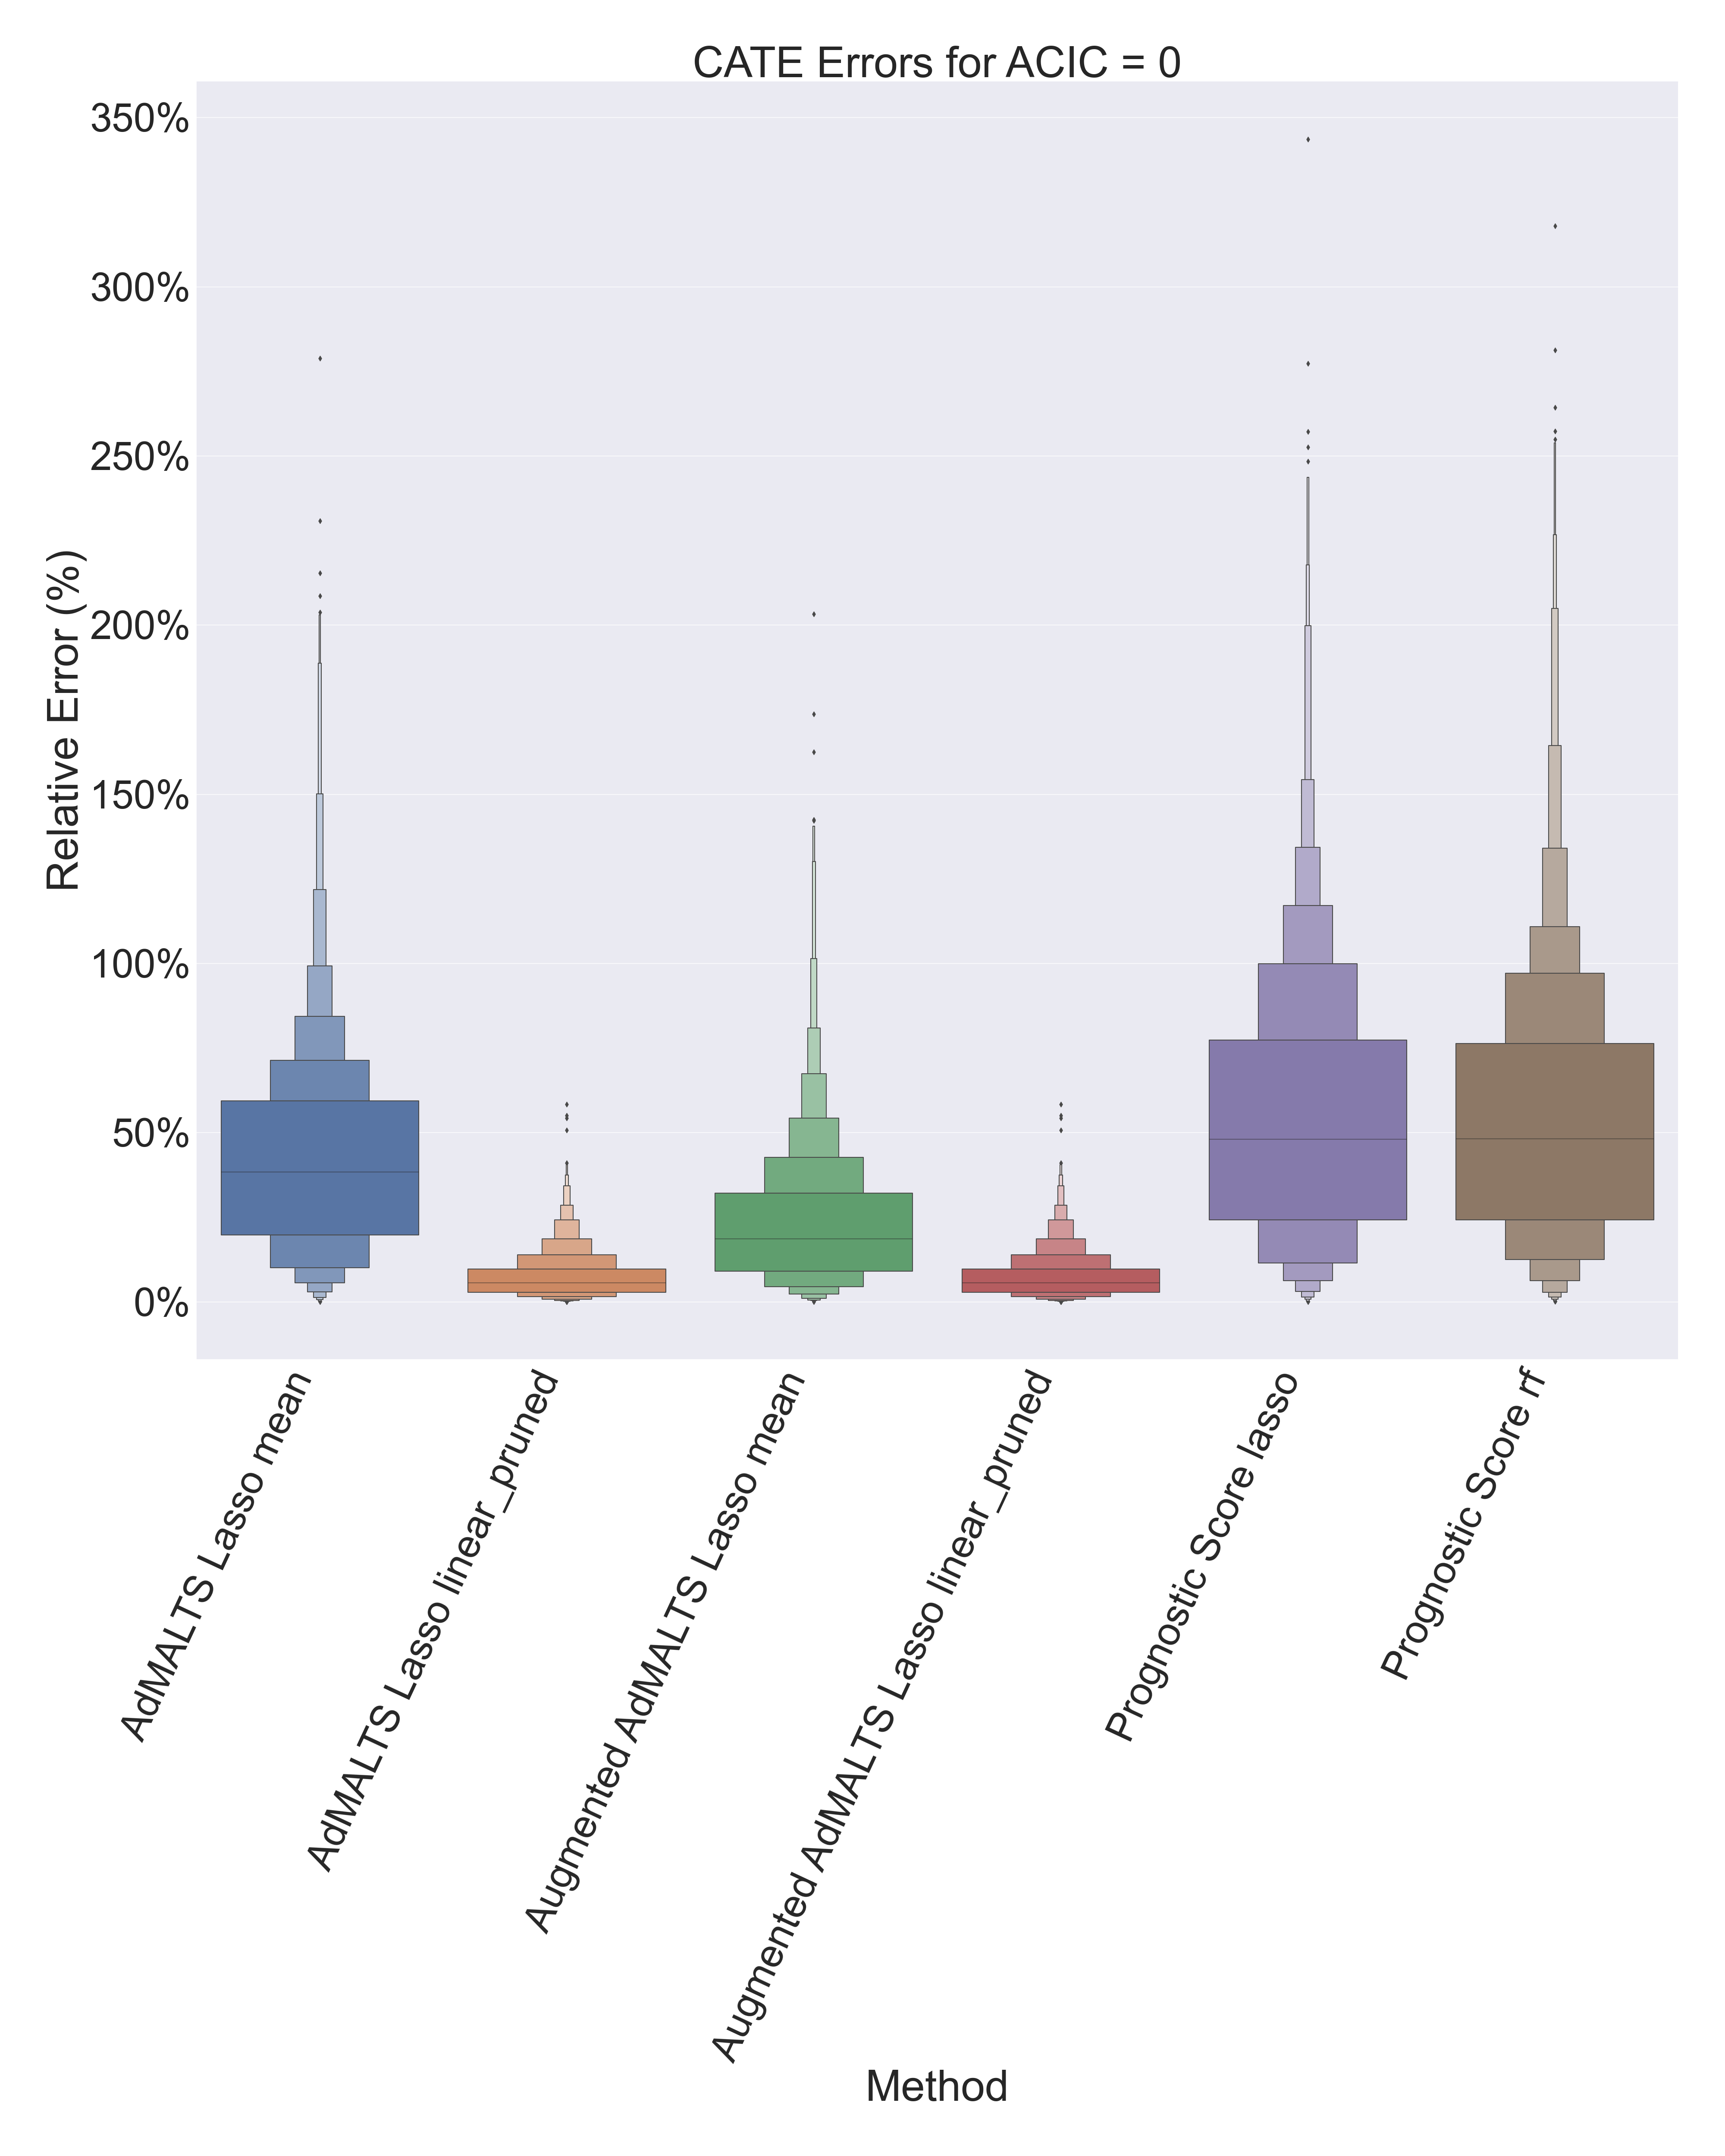 CATE Errors for ACIC = 0
350%
300%
250%
200%
150%
100%
50%
0%
Relative Error (%)
AdMALTS Lasso mean
AdMALTS Lasso linear_pruned
Augmented AdMALTS Lasso mean
Augmented AdMALTS Lasso linear_pruned
Prognostic Score lasso
Prognostic Score rf
Method